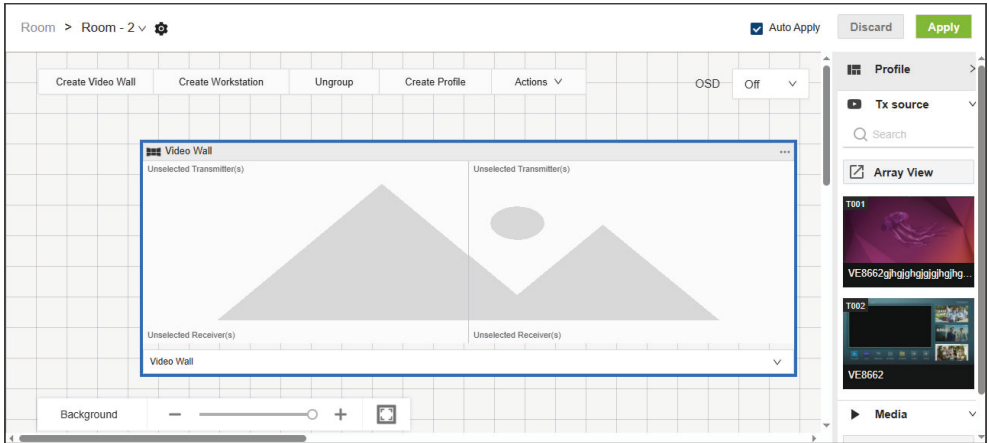 Room > Room - 2
Auto Apply
Discard
Apply
Create Video Wall
Create Workstation
Ungroup
Create Profile
Actions
OSD
Off
Profile
Tx source
Search
Array View
T001
VE8662gjhgjghgjgjgjhgjhg...
T002
VE8662
Media
Video Wall
Unselected Transmitter(s)
Unselected Transmitter(s)
Unselected Receiver(s)
Unselected Receiver(s)
Video Wall
Background